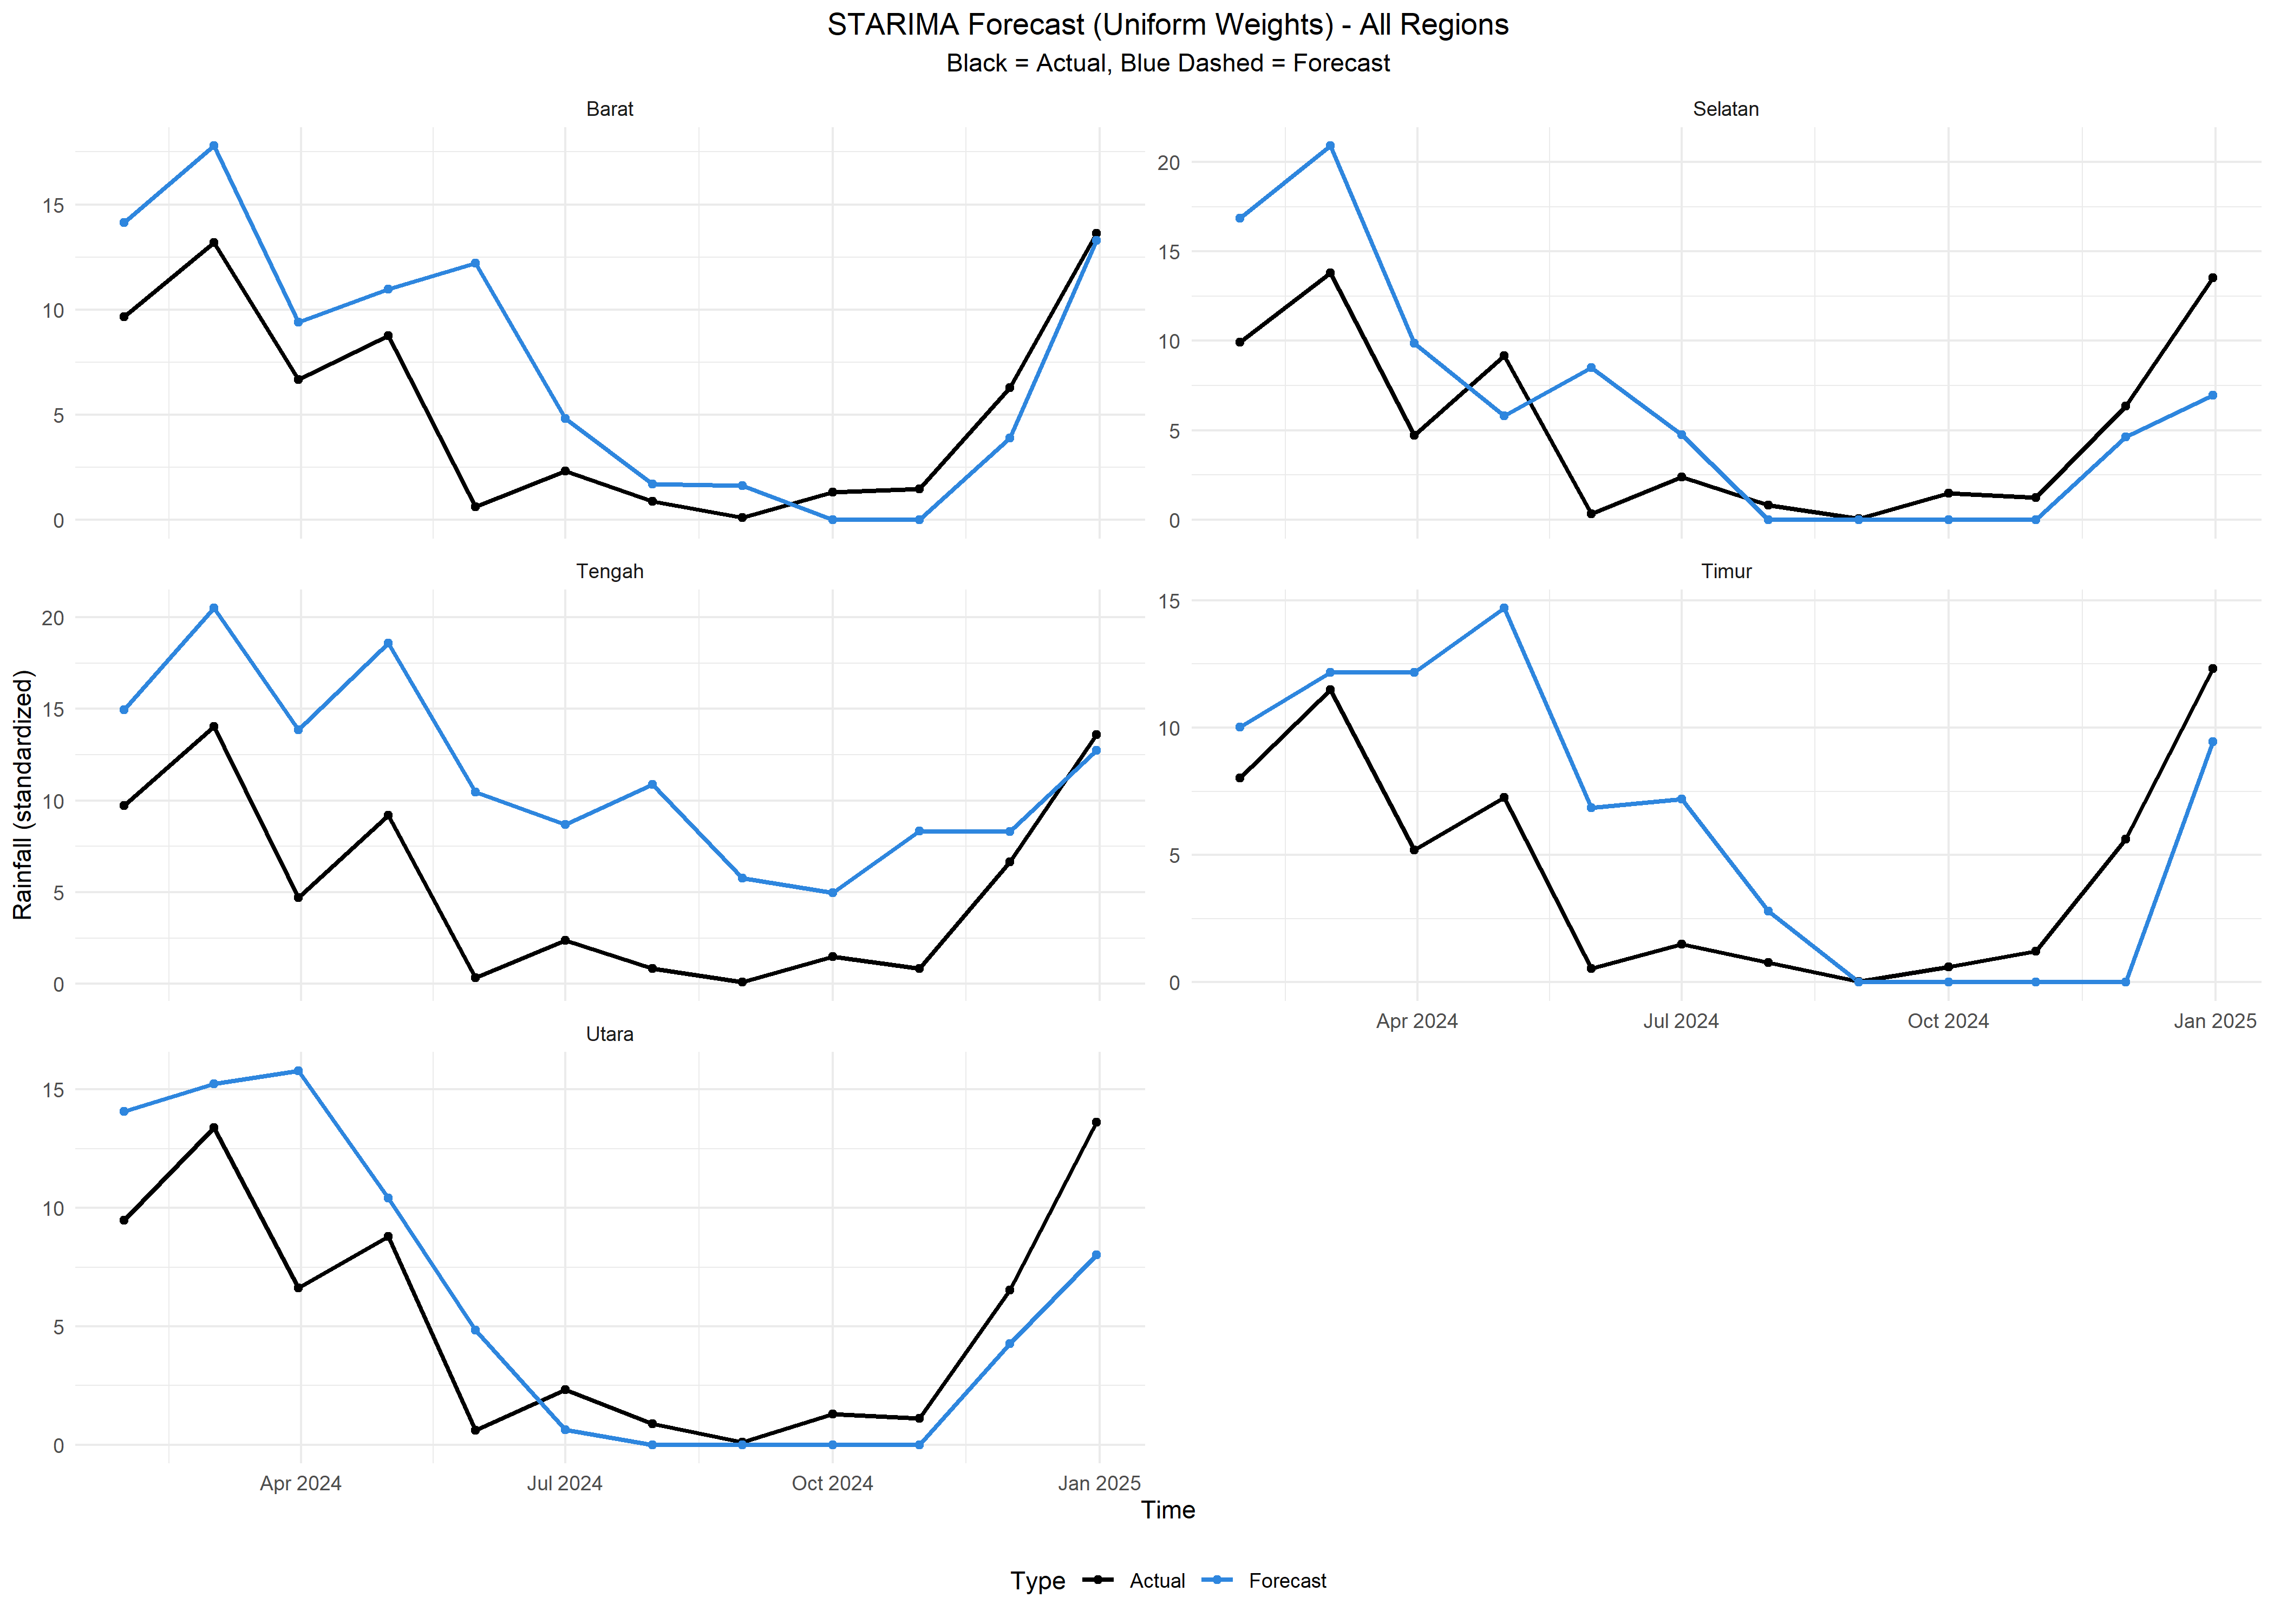 STARIMA Forecast (Uniform Weights) - All Regions
Black = Actual, Blue Dashed = Forecast
Barat
15
10
5
0
Selatan
20
15
10
5
0
Rainfall (standardized)
Tengah
20
15
10
5
0
Timur
15
10
5
0
Apr 2024 Jul 2024 Oct 2024 Jan 2025
Utara
15
10
5
0
Apr 2024 Jul 2024 Oct 2024 Jan 2025
Time
Type Actual Forecast